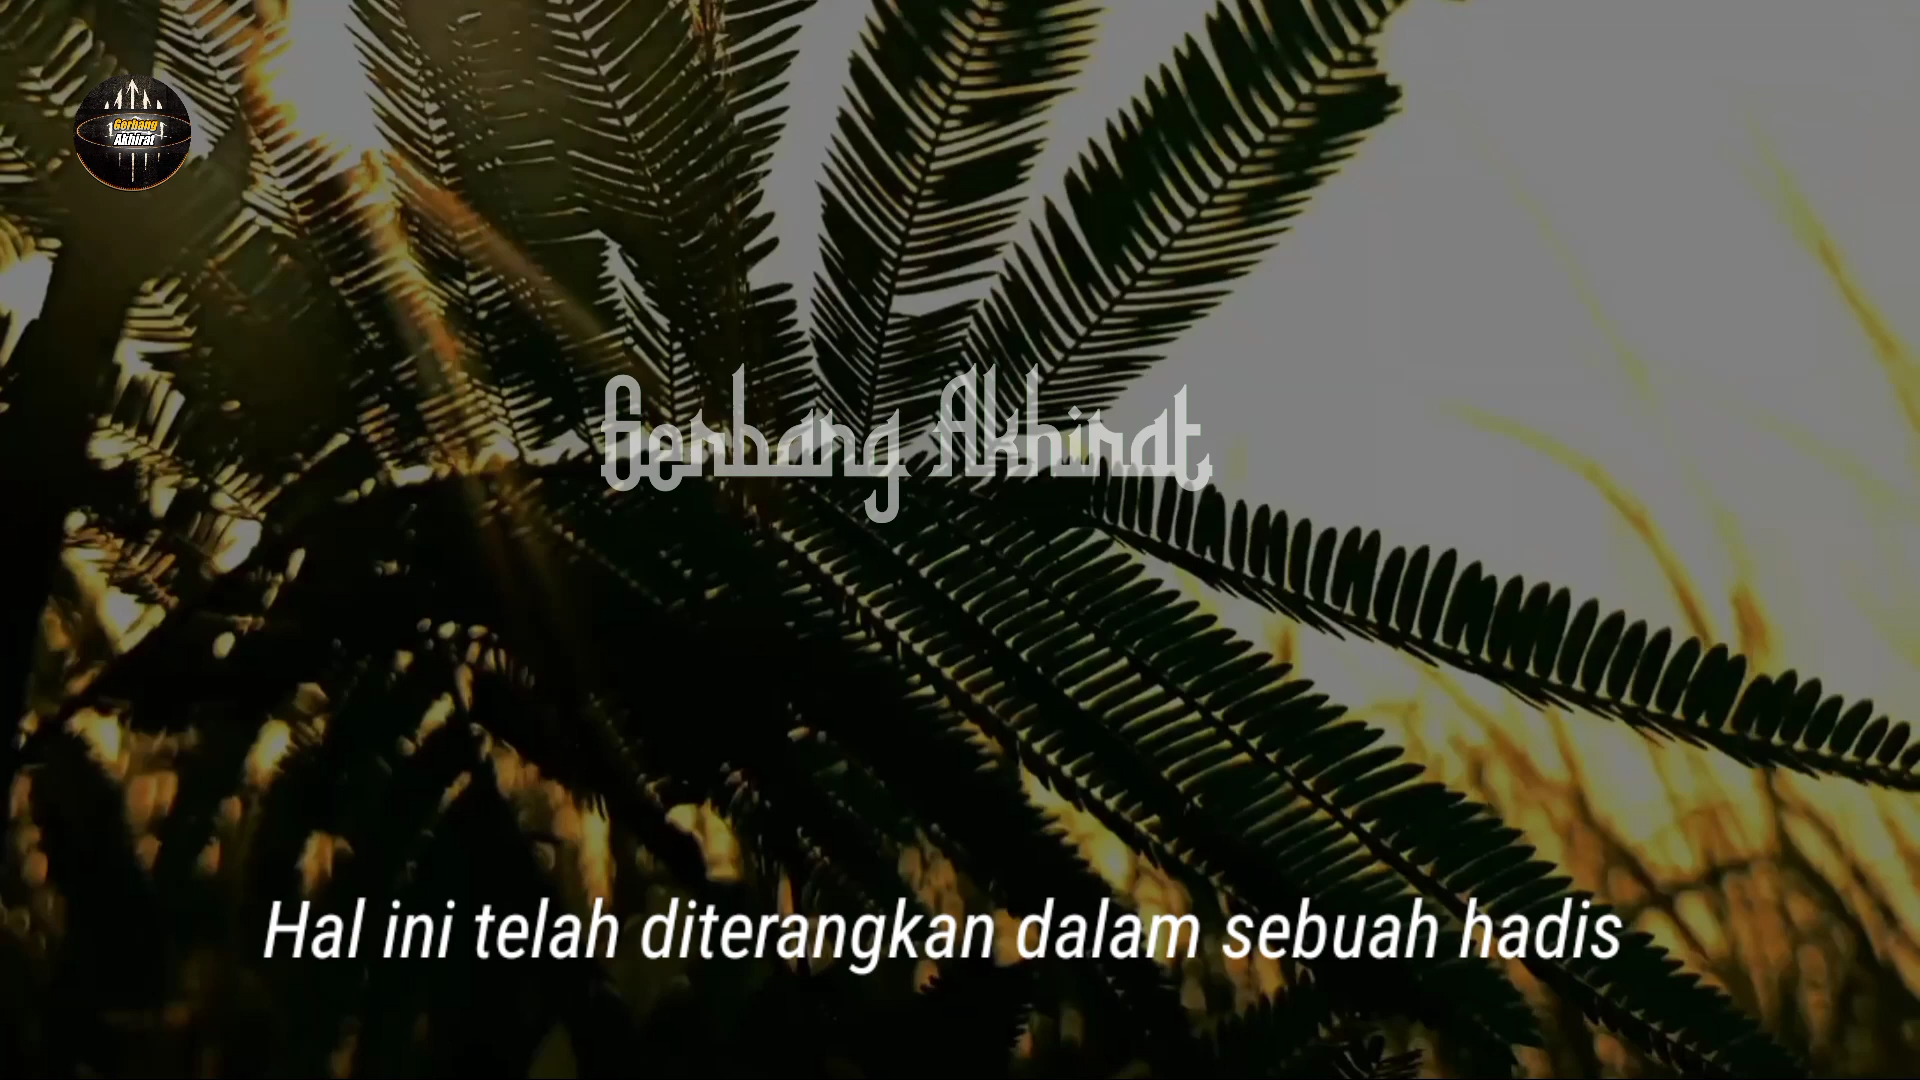 Gerbang
Akhirat
Gerbang Akhirat
Hal ini telah diterangkan dalam sebuah hadis